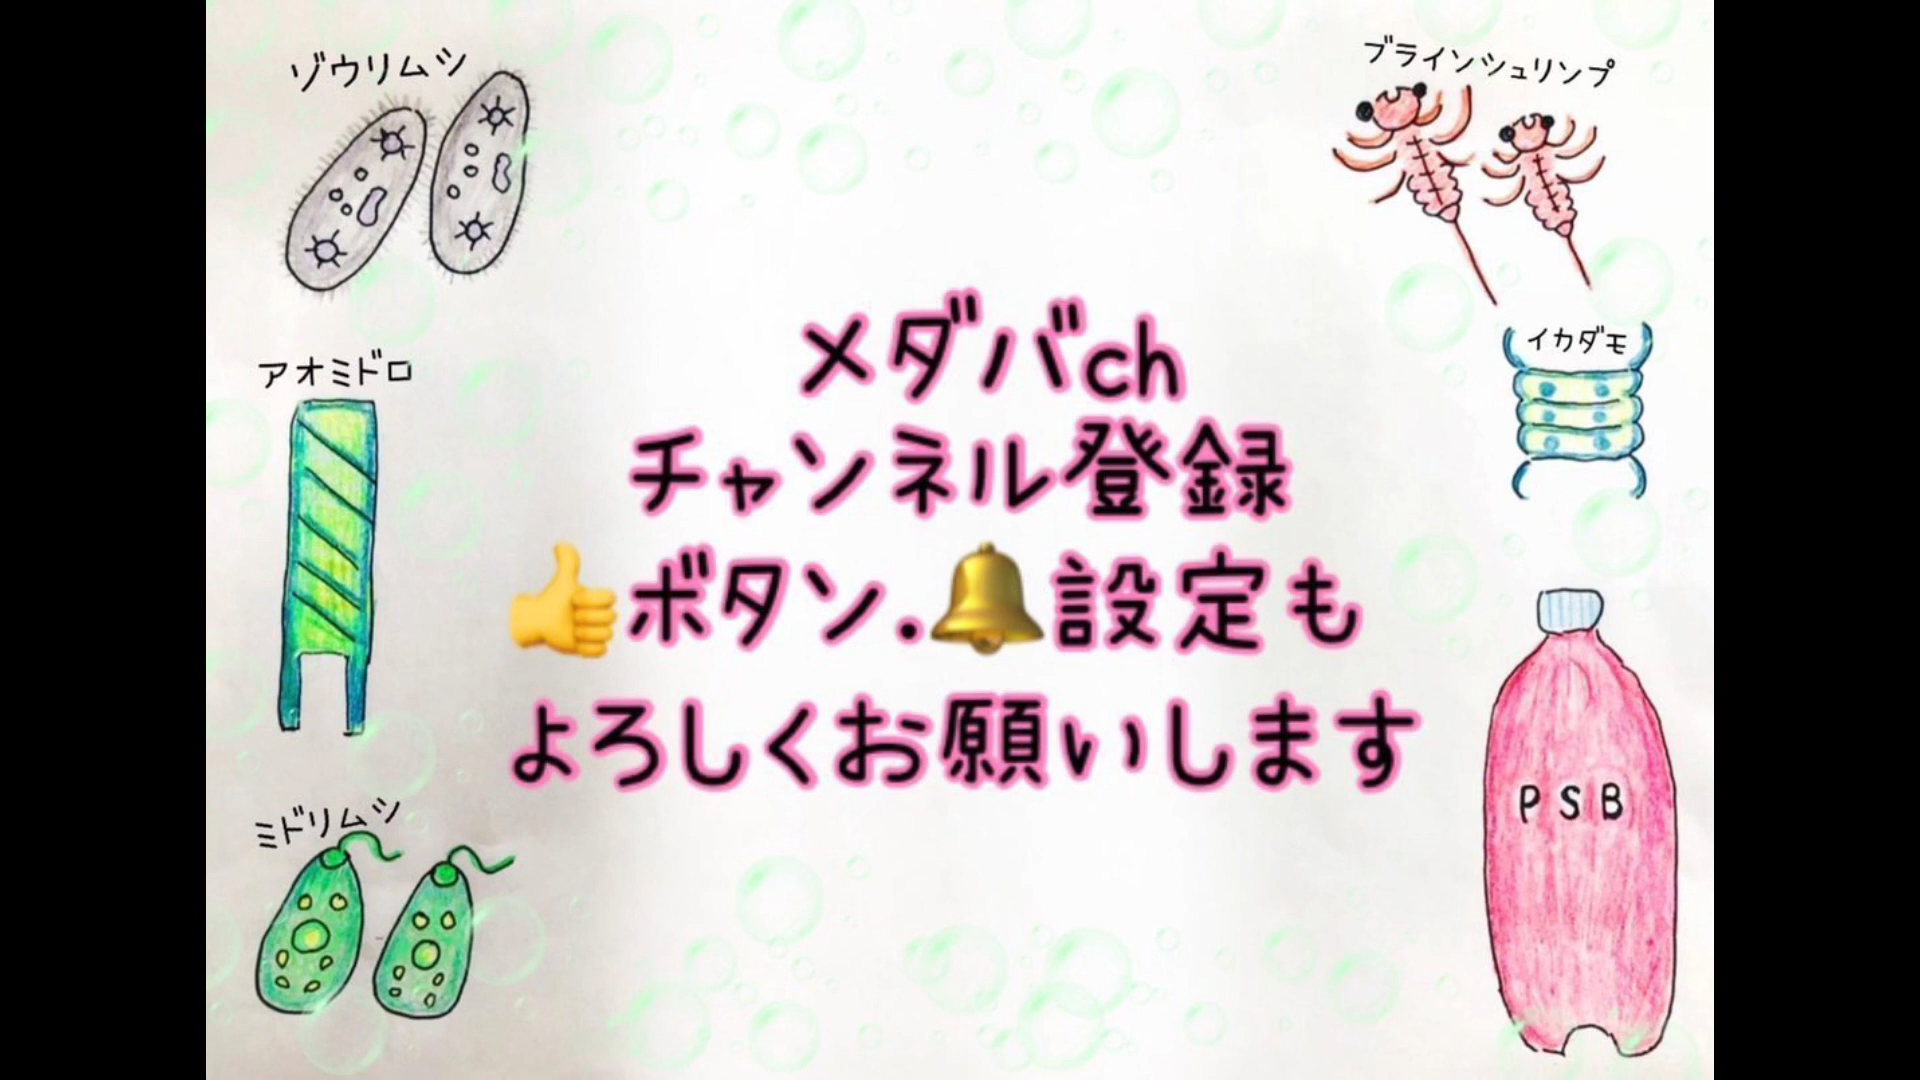 ゾウリムシ
ブラインシュリンプ
アオミドロ
イカダモ
メダバch
チャンネル登録
👍ボタン.🔔設定も
よろしくお願いします
ミドリムシ
PSB